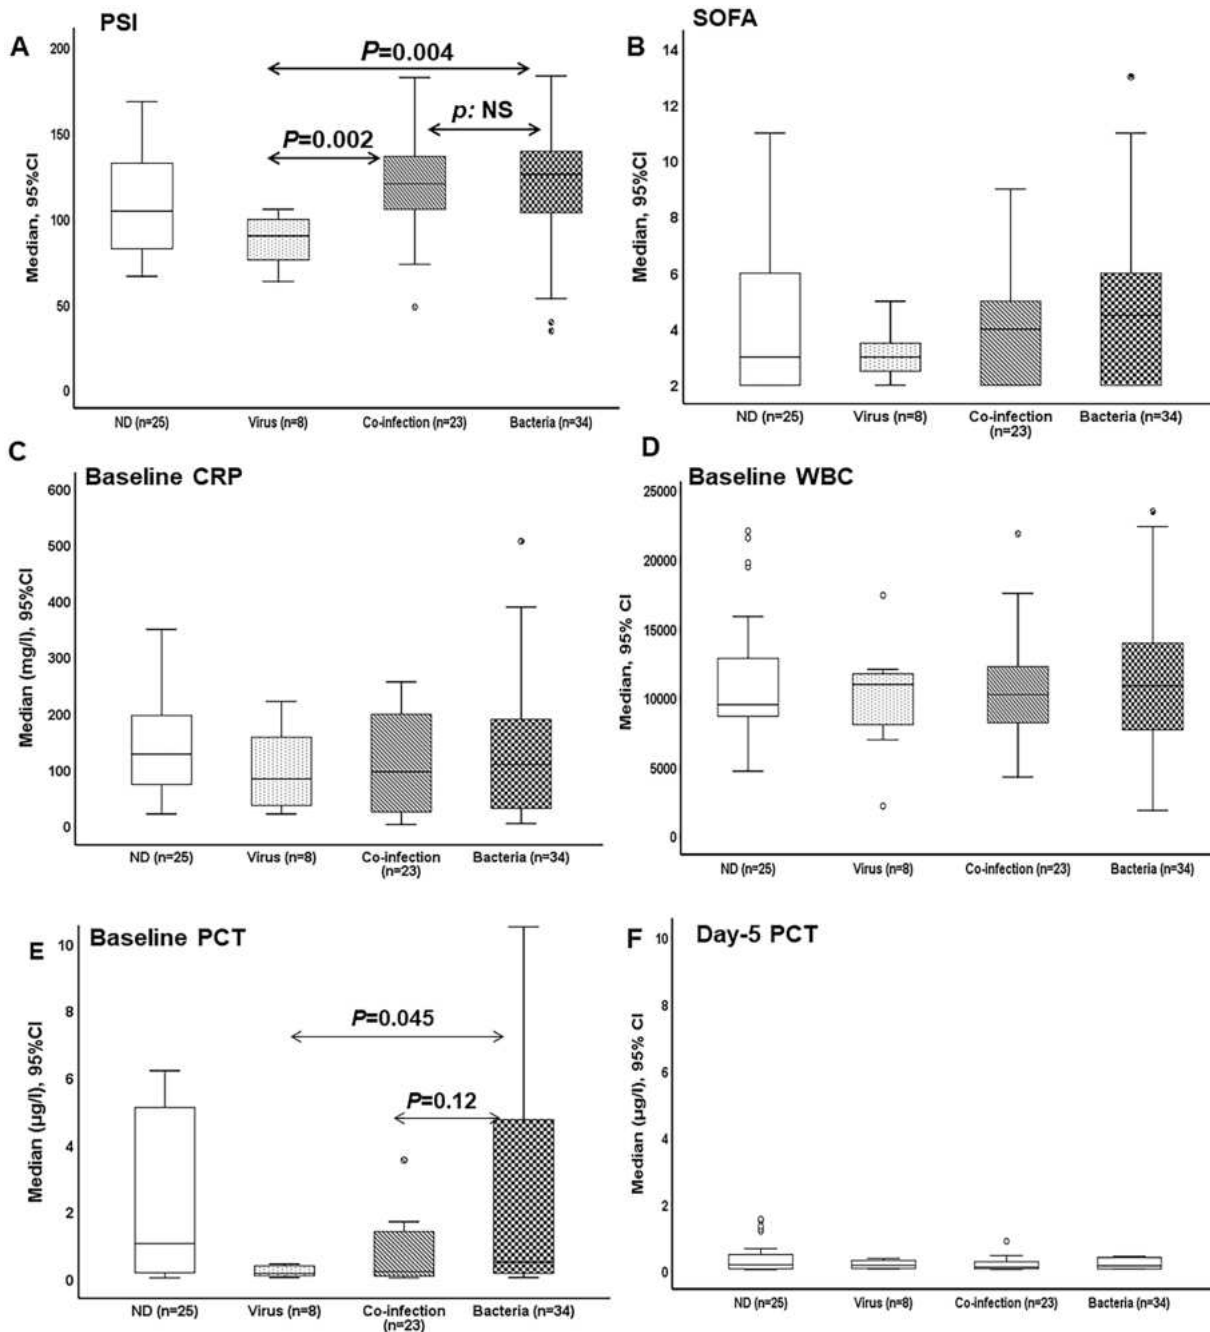 A
PSI
Median, 95%CI
200
150
100
50
0
P=0.004
p: NS
P=0.002
ND (n=25)
Virus (n=8)
Co-infection (n=23)
Bacteria (n=34)
B
SOFA
Median, 95%CI
14
12
10
8
6
4
2
ND (n=25)
Virus (n=8)
Co-infection
(n=23)
Bacteria (n=34)
C
Baseline CRP
Median (mg/l), 95%CI
600
500
400
300
200
100
0
ND (n=25)
Virus (n=8)
Co-infection
(n=23)
Bacteria (n=34)
D
Baseline WBC
Median, 95% CI
25000
20000
15000
10000
5000
0
ND (n=25)
Virus (n=8)
Co-infection (n=23)
Bacteria (n=34)
E
Baseline PCT
Median (µg/l), 95%CI
10
8
6
4
2
0
P=0.045
P=0.12
ND (n=25)
Virus (n=8)
Co-infection
(n=23)
Bacteria (n=34)
F
Day-5 PCT
Median (µg/l), 95% CI
10
8
6
4
2
0
ND (n=25)
Virus (n=8)
Co-infection (n=23)
Bacteria (n=34)